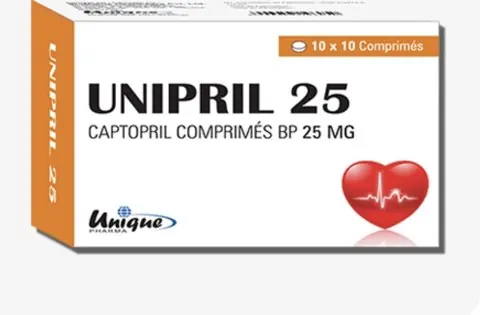 10 x 10 Comprimés
UNIPRIL 25
CAPTOPRIL COMPRIMÉS BP 25 MG
Unique
PHARMA
UNIPRIL 25